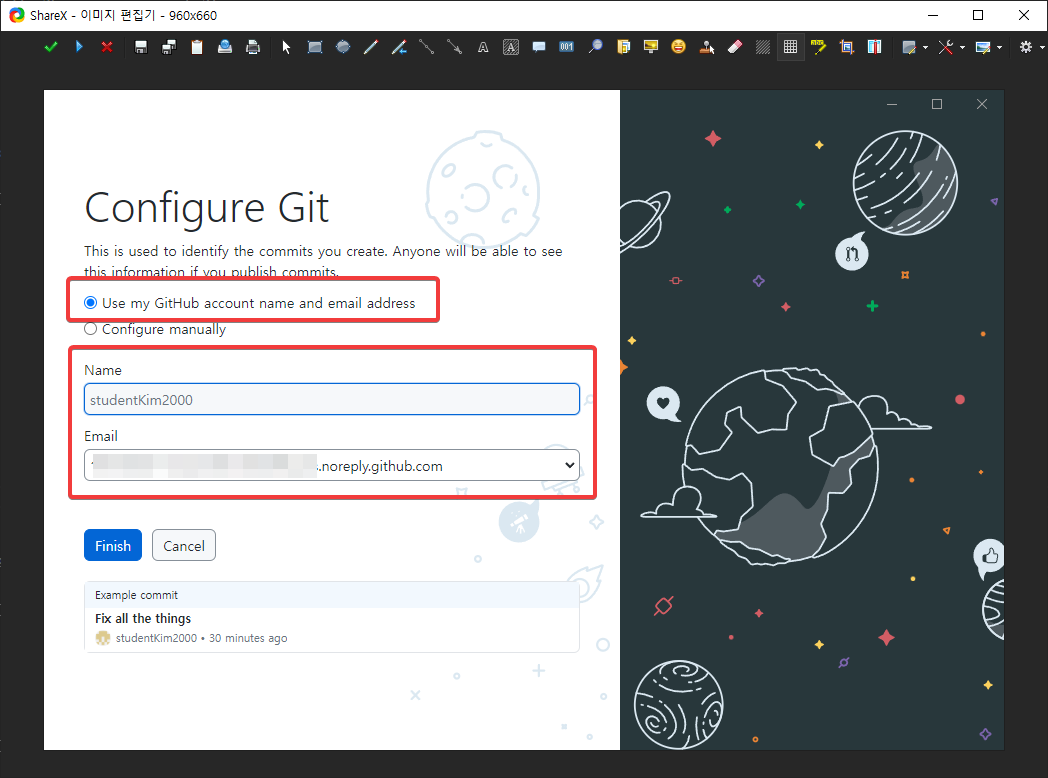 ShareX - 이미지 편집기 - 960x660
Configure Git
This is used to identify the commits you create. Anyone will be able to see
this information if you publish commits.
Use my GitHub account name and email address
Configure manually
Name
studentKim2000
Email
.noreply.github.com
Finish
Cancel
Example commit
Fix all the things
studentKim2000 • 30 minutes ago